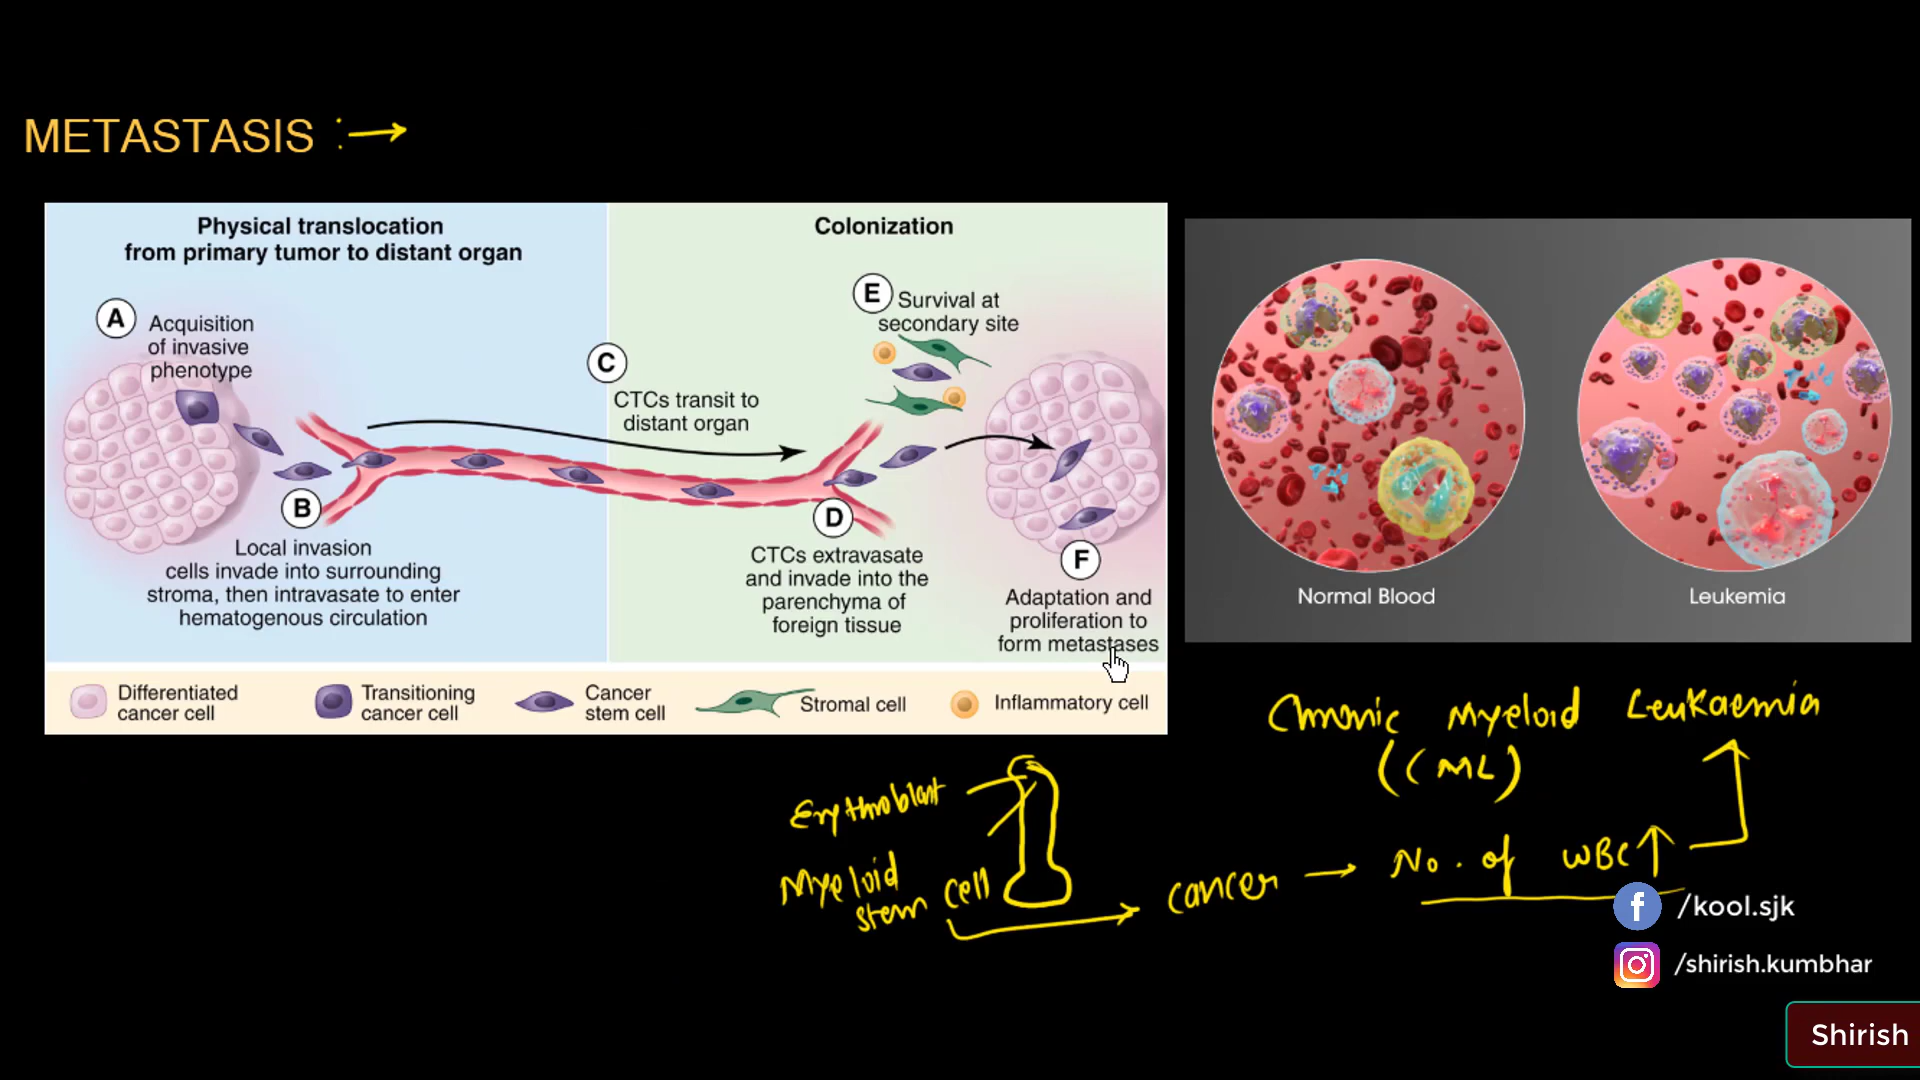 METASTASIS :→
Physical translocation
from primary tumor to distant organ
Colonization
A
Acquisition
of invasive
phenotype
B
Local invasion
cells invade into surrounding
stroma, then intravasate to enter
hematogenous circulation
C
CTCs transit to
distant organ
D
CTCs extravasate
and invade into the
parenchyma of
foreign tissue
E
Survival at
secondary site
F
Adaptation and
proliferation to
form metastases
Differentiated
cancer cell
Transitioning
cancer cell
Cancer
stem cell
Stromal cell
Inflammatory cell
Normal Blood
Leukemia
Chronic Myeloid Leukaemia
(CML)
Erythroblast
Myeloid
stem cell → cancer → No. of WBC ↑
/kool.sjk
/shirish.kumbhar
Shirish